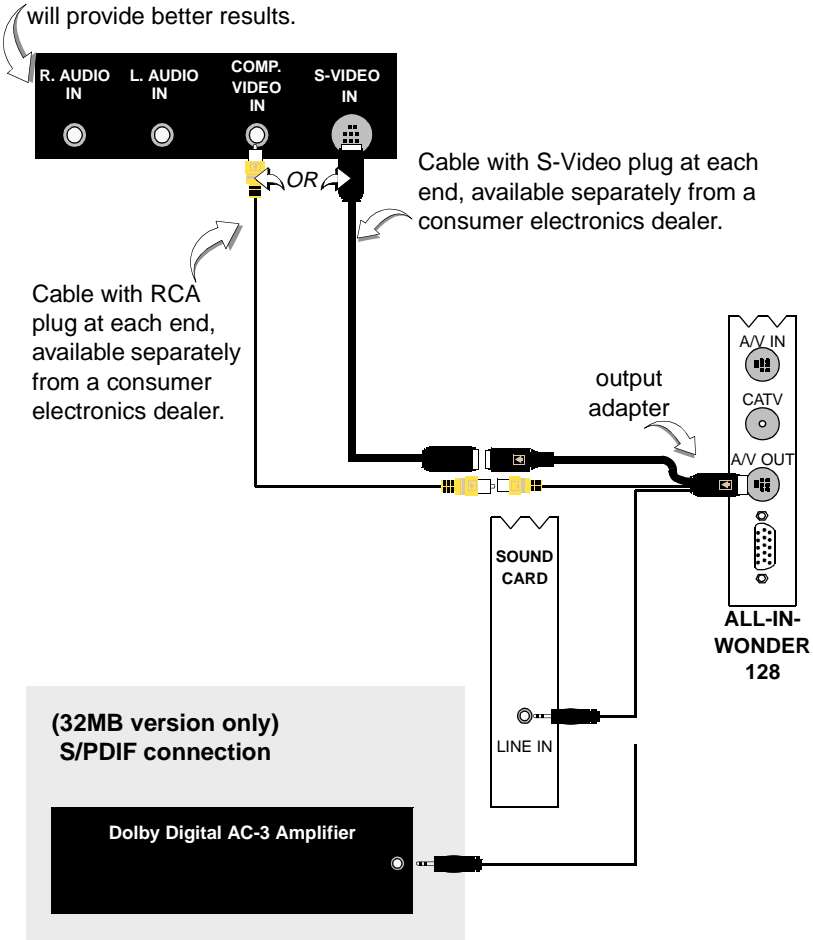 will provide better results.
R. AUDIO
IN
L. AUDIO
IN
COMP.
VIDEO
IN
S-VIDEO
IN
OR
Cable with S-Video plug at each
end, available separately from a
consumer electronics dealer.
Cable with RCA
plug at each end,
available separately
from a consumer
electronics dealer.
output
adapter
A/V IN
CATV
A/V OUT
SOUND
CARD
ALL-IN-
WONDER
128
LINE IN
(32MB version only)
S/PDIF connection
Dolby Digital AC-3 Amplifier